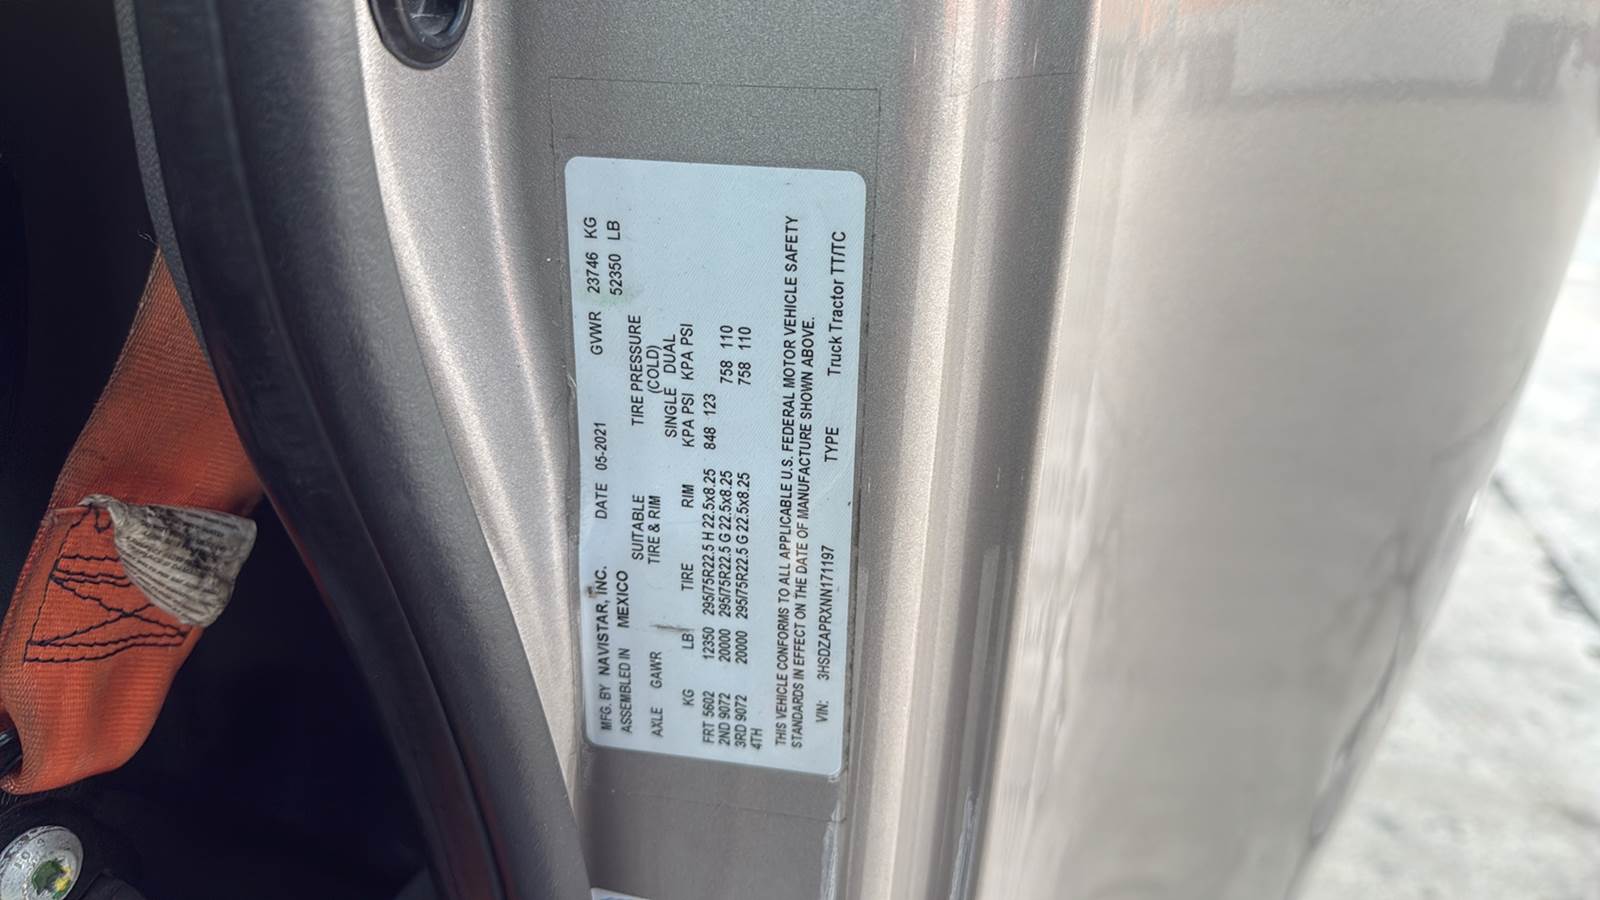 MFG. BY NAVISTAR, INC. DATE 05-2021 GVWR 23746 KG
ASSEMBLED IN MEXICO 52350 LB
SUITABLE TIRE PRESSURE
AXLE GAWR TIRE & RIM (COLD)
SINGLE DUAL
KG LB TIRE RIM KPA PSI KPA PSI
FRT 5602 12350 295/75R22.5 H 22.5x8.25 848 123
2ND 9072 20000 295/75R22.5 G 22.5x8.25 758 110
3RD 9072 20000 295/75R22.5 G 22.5x8.25 758 110
4TH
THIS VEHICLE CONFORMS TO ALL APPLICABLE U.S. FEDERAL MOTOR VEHICLE SAFETY
STANDARDS IN EFFECT ON THE DATE OF MANUFACTURE SHOWN ABOVE.
VIN: 3HSDZAPRXNN171197 TYPE Truck Tractor TT/TC